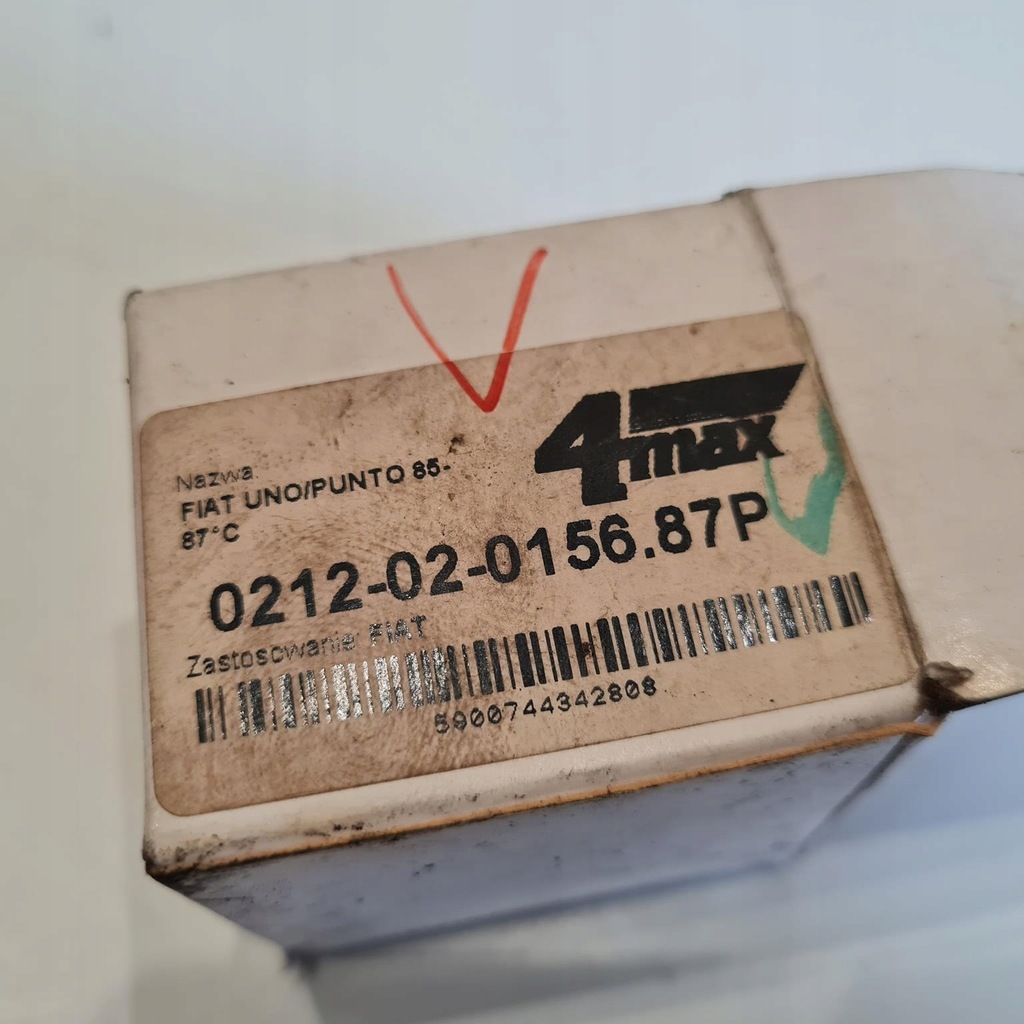 4max
Nazwa:
FIAT UNO/PUNTO 85-
87°C
0212-02-0156.87P
Zastosowanie: FIAT
5900744342808